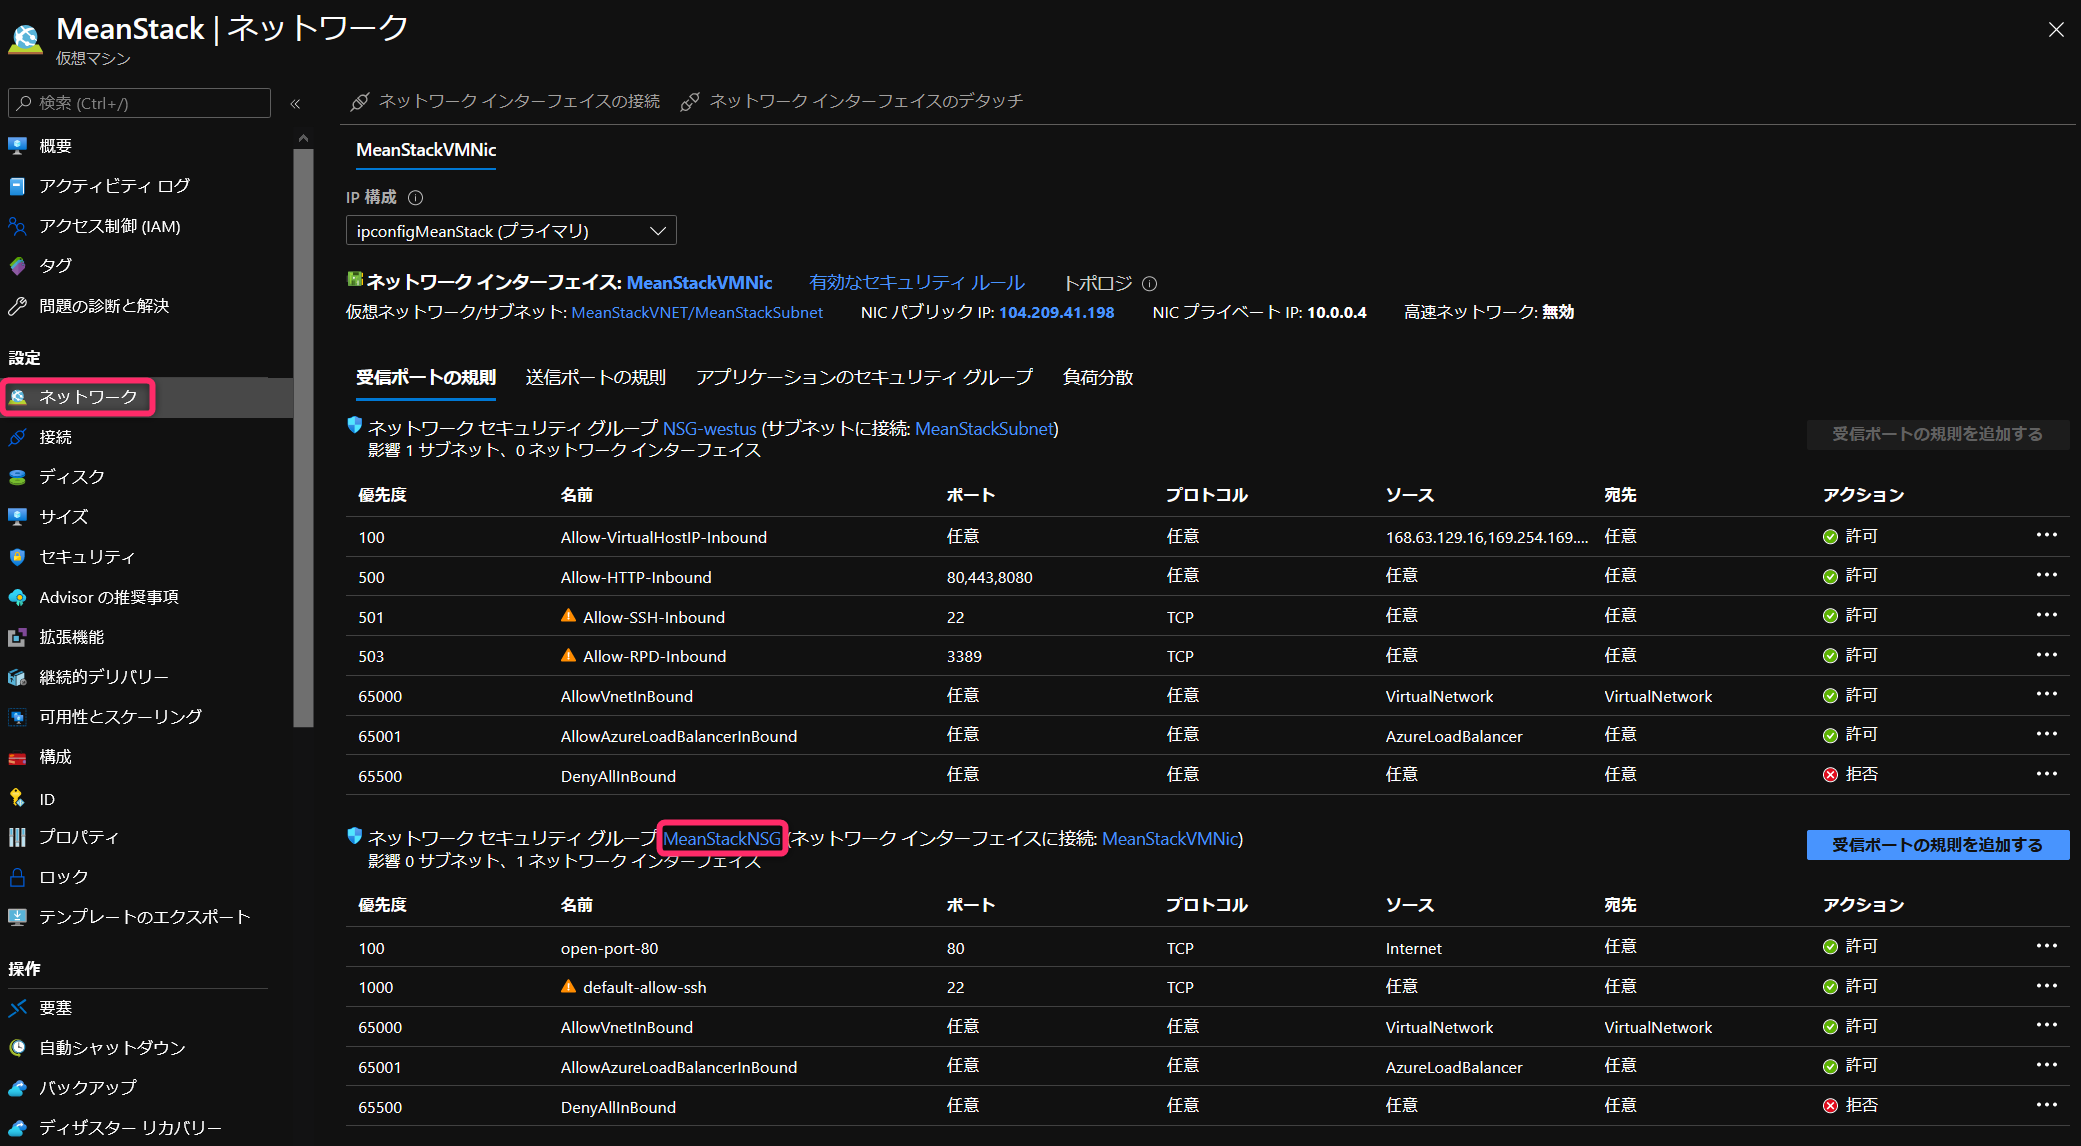 MeanStack | ネットワーク
仮想マシン
検索 (Ctrl+/)
«
概要
アクティビティ ログ
アクセス制御 (IAM)
タグ
問題の診断と解決
設定
ネットワーク
接続
ディスク
サイズ
セキュリティ
Advisor の推奨事項
拡張機能
継続的デリバリー
可用性とスケーリング
構成
ID
プロパティ
ロック
テンプレートのエクスポート
操作
要塞
自動シャットダウン
バックアップ
ディザスター リカバリー
ネットワーク インターフェイスの接続 ネットワーク インターフェイスのデタッチ
MeanStackVMNic
IP 構成
ipconfigMeanStack (プライマリ)
ネットワーク インターフェイス: MeanStackVMNic 有効なセキュリティ ルール トポロジ
仮想ネットワーク/サブネット: MeanStackVNET/MeanStackSubnet NIC パブリック IP: 104.209.41.198 NIC プライベート IP: 10.0.0.4 高速ネットワーク: 無効
受信ポートの規則 送信ポートの規則 アプリケーションのセキュリティ グループ 負荷分散
ネットワーク セキュリティ グループ NSG-westus (サブネットに接続: MeanStackSubnet)
影響 1 サブネット、0 ネットワーク インターフェイス
受信ポートの規則を追加する
優先度 名前 ポート プロトコル ソース 宛先 アクション
100 Allow-VirtualHostIP-Inbound 任意 任意 168.63.129.16,169.254.169.... 任意 許可 ...
500 Allow-HTTP-Inbound 80,443,8080 任意 任意 任意 許可 ...
501 Allow-SSH-Inbound 22 TCP 任意 任意 許可 ...
503 Allow-RPD-Inbound 3389 TCP 任意 任意 許可 ...
65000 AllowVnetInBound 任意 任意 VirtualNetwork VirtualNetwork 許可 ...
65001 AllowAzureLoadBalancerInBound 任意 任意 AzureLoadBalancer 任意 許可 ...
65500 DenyAllInBound 任意 任意 任意 任意 拒否 ...
ネットワーク セキュリティ グループ MeanStackNSG (ネットワーク インターフェイスに接続: MeanStackVMNic)
影響 0 サブネット、1 ネットワーク インターフェイス
受信ポートの規則を追加する
優先度 名前 ポート プロトコル ソース 宛先 アクション
100 open-port-80 80 TCP Internet 任意 許可 ...
1000 default-allow-ssh 22 TCP 任意 任意 許可 ...
65000 AllowVnetInBound 任意 任意 VirtualNetwork VirtualNetwork 許可 ...
65001 AllowAzureLoadBalancerInBound 任意 任意 AzureLoadBalancer 任意 許可 ...
65500 DenyAllInBound 任意 任意 任意 任意 拒否 ...